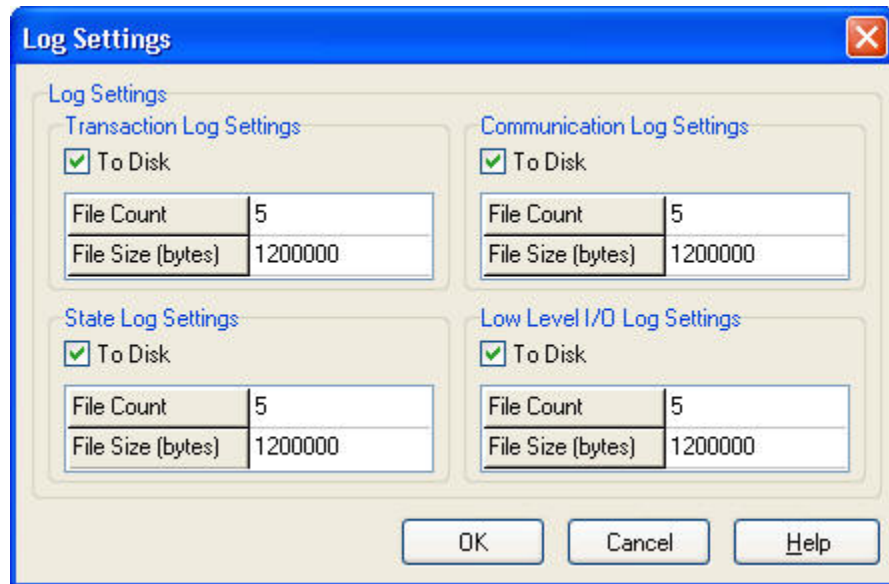 Log Settings
Log Settings
Transaction Log Settings
To Disk
File Count 5
File Size (bytes) 1200000
Communication Log Settings
To Disk
File Count 5
File Size (bytes) 1200000
State Log Settings
To Disk
File Count 5
File Size (bytes) 1200000
Low Level I/O Log Settings
To Disk
File Count 5
File Size (bytes) 1200000
OK Cancel Help